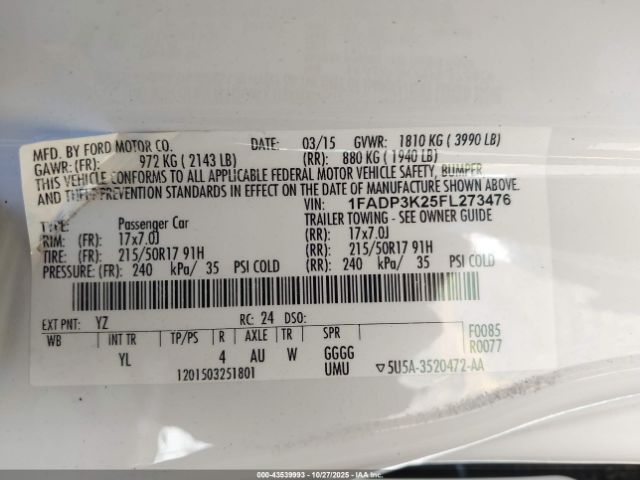 MFD. BY FORD MOTOR CO. DATE: 03/15 GVWR: 1810 KG ( 3990 LB)
GAWR: (FR): 972 KG ( 2143 LB) (RR): 880 KG ( 1940 LB)
THIS VEHICLE CONFORMS TO ALL APPLICABLE FEDERAL MOTOR VEHICLE SAFETY, BUMPER
AND THEFT PREVENTION STANDARDS IN EFFECT ON THE DATE OF MANUFACTURE SHOWN ABOVE.
VIN: 1FADP3K25FL273476
TYPE: Passenger Car TRAILER TOWING - SEE OWNER GUIDE
RIM: (FR): 17x7.0J (RR): 17x7.0J
TIRE: (FR): 215/50R17 91H (RR): 215/50R17 91H
PRESSURE: (FR): 240 kPa/ 35 PSI COLD (RR): 240 kPa/ 35 PSI COLD
EXT PNT: YZ RC: 24 DSO: F0085
WB INT TR TP/PS R AXLE TR SPR R0077
YL 4 AU W GGGG
1201503251801 UMU ▽5U5A-3520472-AA
000-43539993 - 10/27/2025 - IAAI Inc.